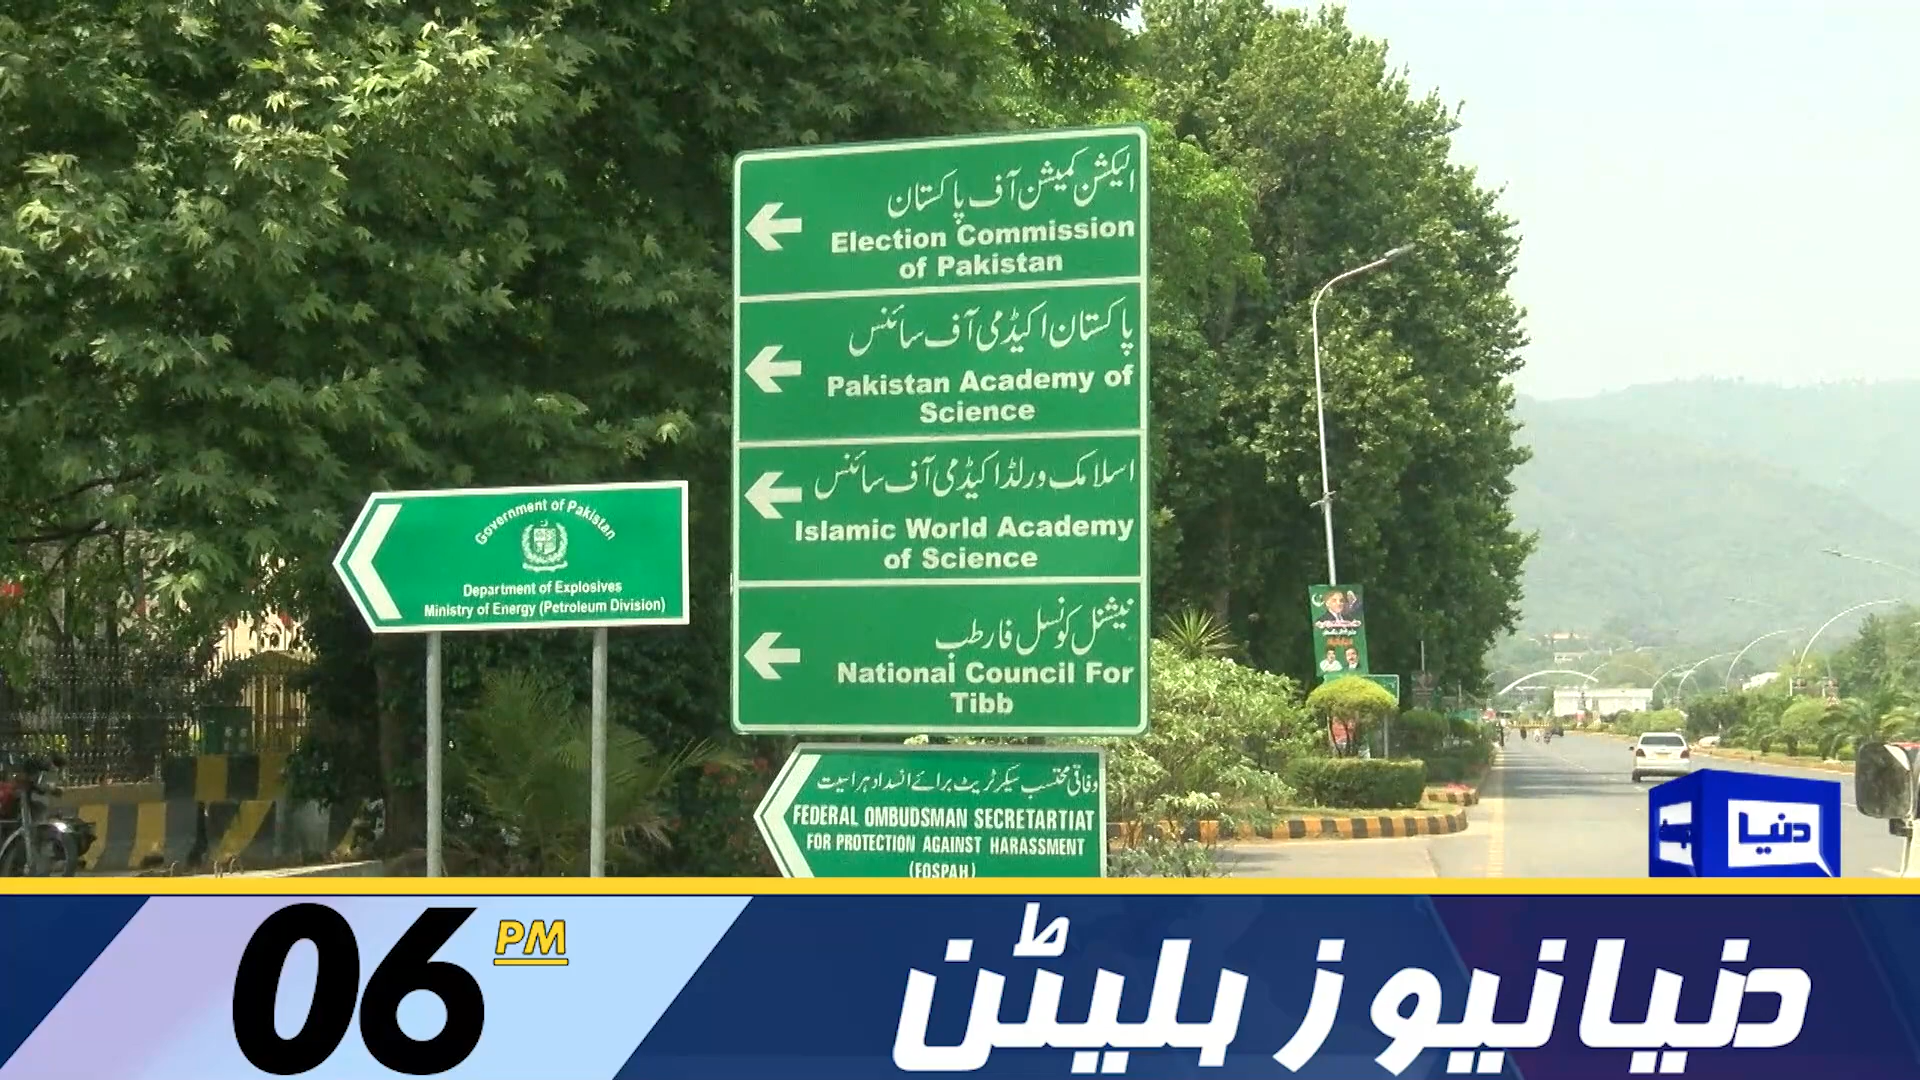 الیکشن کمیشن آف پاکستان
Election Commission
of Pakistan
پاکستان اکیڈمی آف سائنس
Pakistan Academy of
Science
اسلامک ورلڈ اکیڈمی آف سائنس
Islamic World Academy
of Science
نیشنل کونسل فار طب
National Council For
Tibb
Government of Pakistan
Department of Explosives
Ministry of Energy (Petroleum Division)
وفاقی محتسب سیکرٹریٹ برائے انسداد ہراسیت
FEDERAL OMBUDSMAN SECRETARTIAT
FOR PROTECTION AGAINST HARASSMENT
(FOSPAH)
دنیا
06 PM
دنیا نیوز بلیٹن